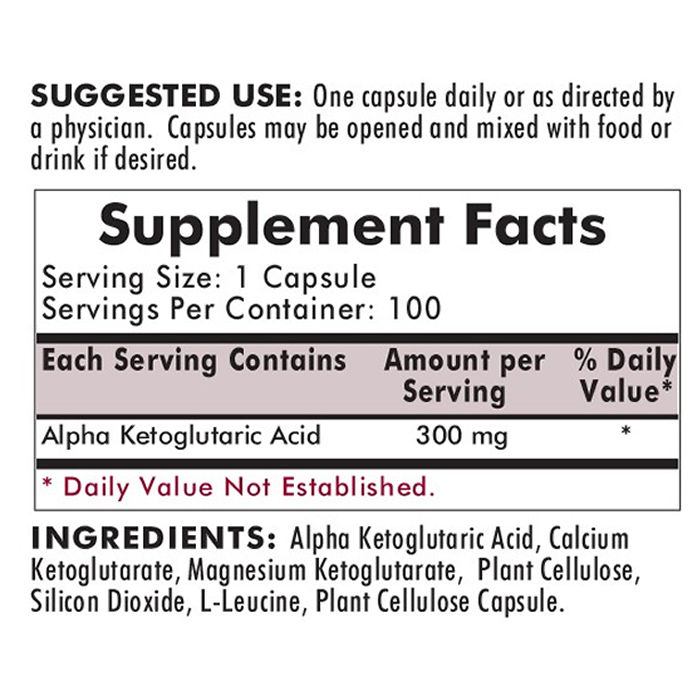 SUGGESTED USE: One capsule daily or as directed by
a physician. Capsules may be opened and mixed with food or
drink if desired.
Supplement Facts
Serving Size: 1 Capsule
Servings Per Container: 100
Each Serving Contains Amount per % Daily
Serving Value*
Alpha Ketoglutaric Acid 300 mg *
* Daily Value Not Established.
INGREDIENTS: Alpha Ketoglutaric Acid, Calcium
Ketoglutarate, Magnesium Ketoglutarate, Plant Cellulose,
Silicon Dioxide, L-Leucine, Plant Cellulose Capsule.